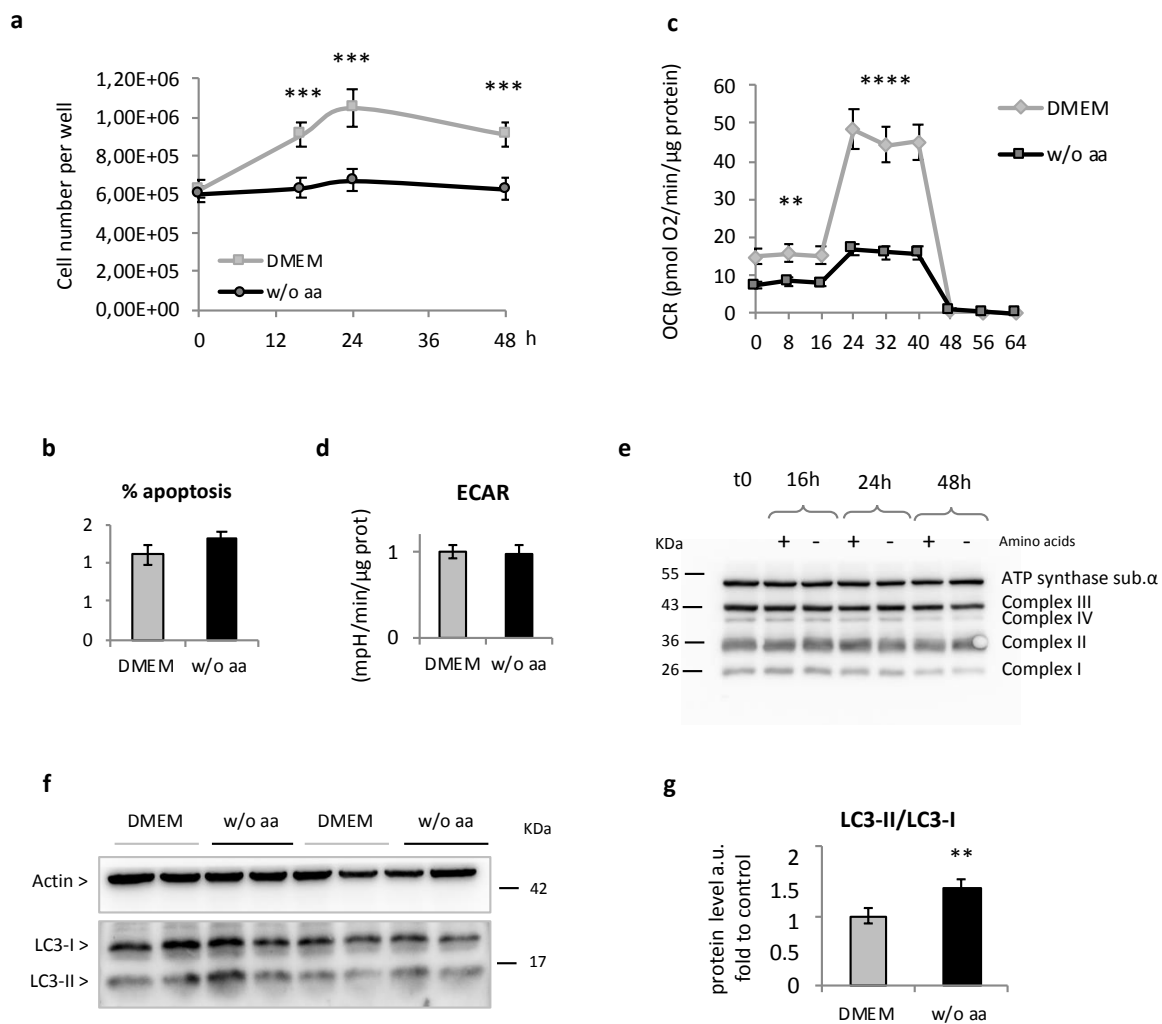 a
Cell number per well
1,20E+06
1,00E+06
8,00E+05
6,00E+05
4,00E+05
2,00E+05
0,00E+00
***
***
***
DMEM
w/o aa
0
12
24
36
48
h
c
OCR (pmol O2/min/µg protein)
60
50
40
30
20
10
0
**
****
DMEM
w/o aa
0
8
16
24
32
40
48
56
64
b
% apoptosis
2
1
1
0
DMEM
w/o aa
d
ECAR
(mpH/min/µg prot)
1
0
DMEM
w/o aa
e
t0
16h
24h
48h
KDa
+ - + - + -
Amino acids
55
43
36
26
ATP synthase sub.α
Complex III
Complex IV
Complex II
Complex I
f
DMEM
w/o aa
DMEM
w/o aa
KDa
Actin >
42
LC3-I >
17
LC3-II >
g
LC3-II/LC3-I
protein level a.u.
fold to control
2
1.5
1
0.5
0
**
DMEM
w/o aa